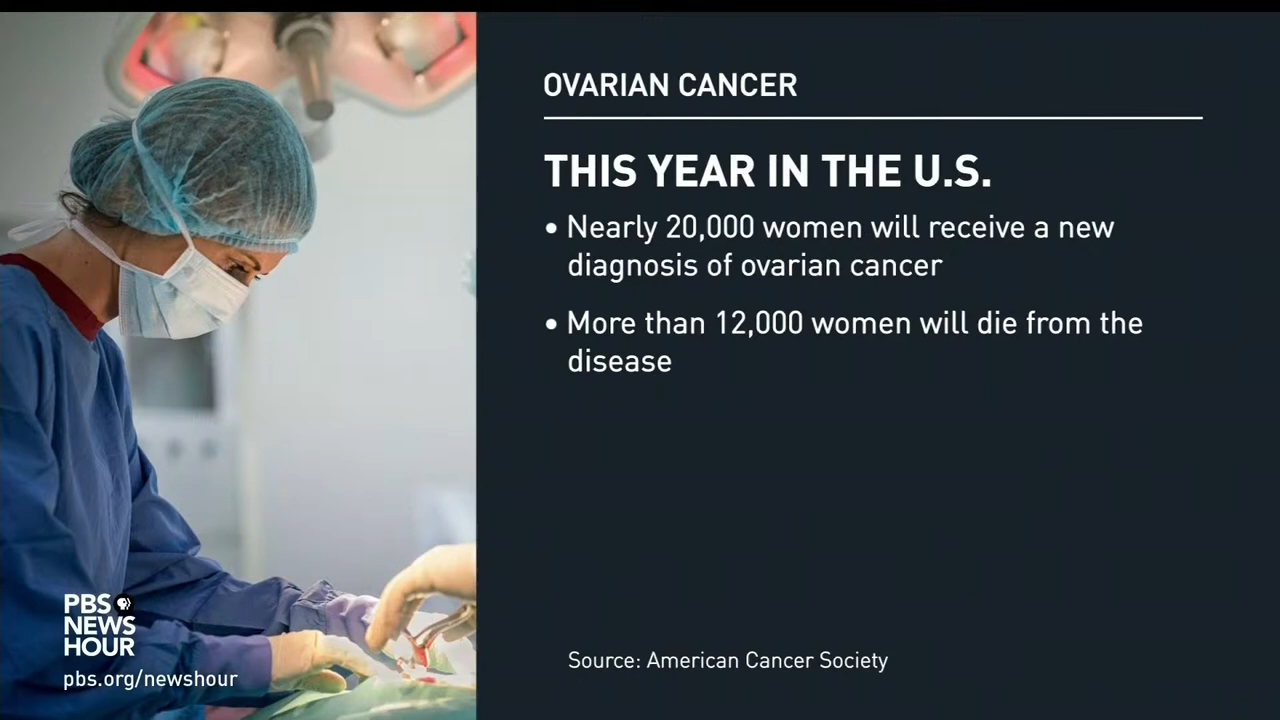 OVARIAN CANCER
THIS YEAR IN THE U.S.
• Nearly 20,000 women will receive a new
diagnosis of ovarian cancer
• More than 12,000 women will die from the
disease
Source: American Cancer Society
PBS
NEWS
HOUR
pbs.org/newshour